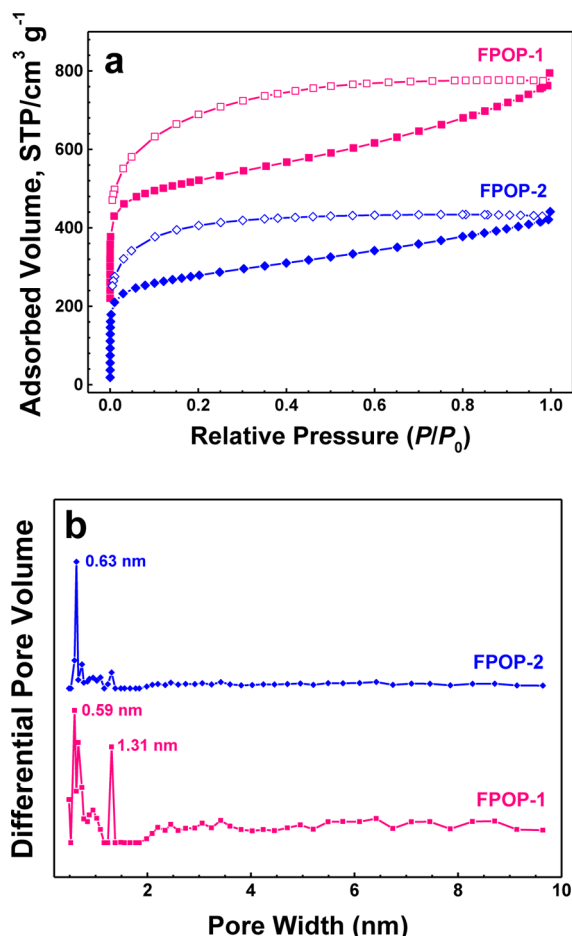 a
FPOP-1
FPOP-2
Adsorbed Volume, STP/cm³ g⁻¹
800
600
400
200
0
0.0 0.2 0.4 0.6 0.8 1.0
Relative Pressure (P/P₀)
b
0.63 nm
FPOP-2
0.59 nm
1.31 nm
FPOP-1
Differential Pore Volume
2 4 6 8 10
Pore Width (nm)